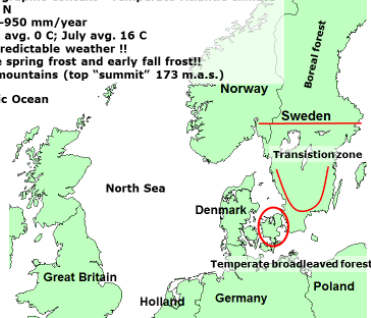 N
-950 mm/year
avg. 0 C; July avg. 16 C
redictable weather !!
e spring frost and early fall frost!!
mountains (top “summit” 173 m.a.s.)
Boreal forest
Norway
ic Ocean
Sweden
Transistion zone
North Sea
Denmark
Temperate broadleaved forest
Great Britain
Holland
Germany
Poland